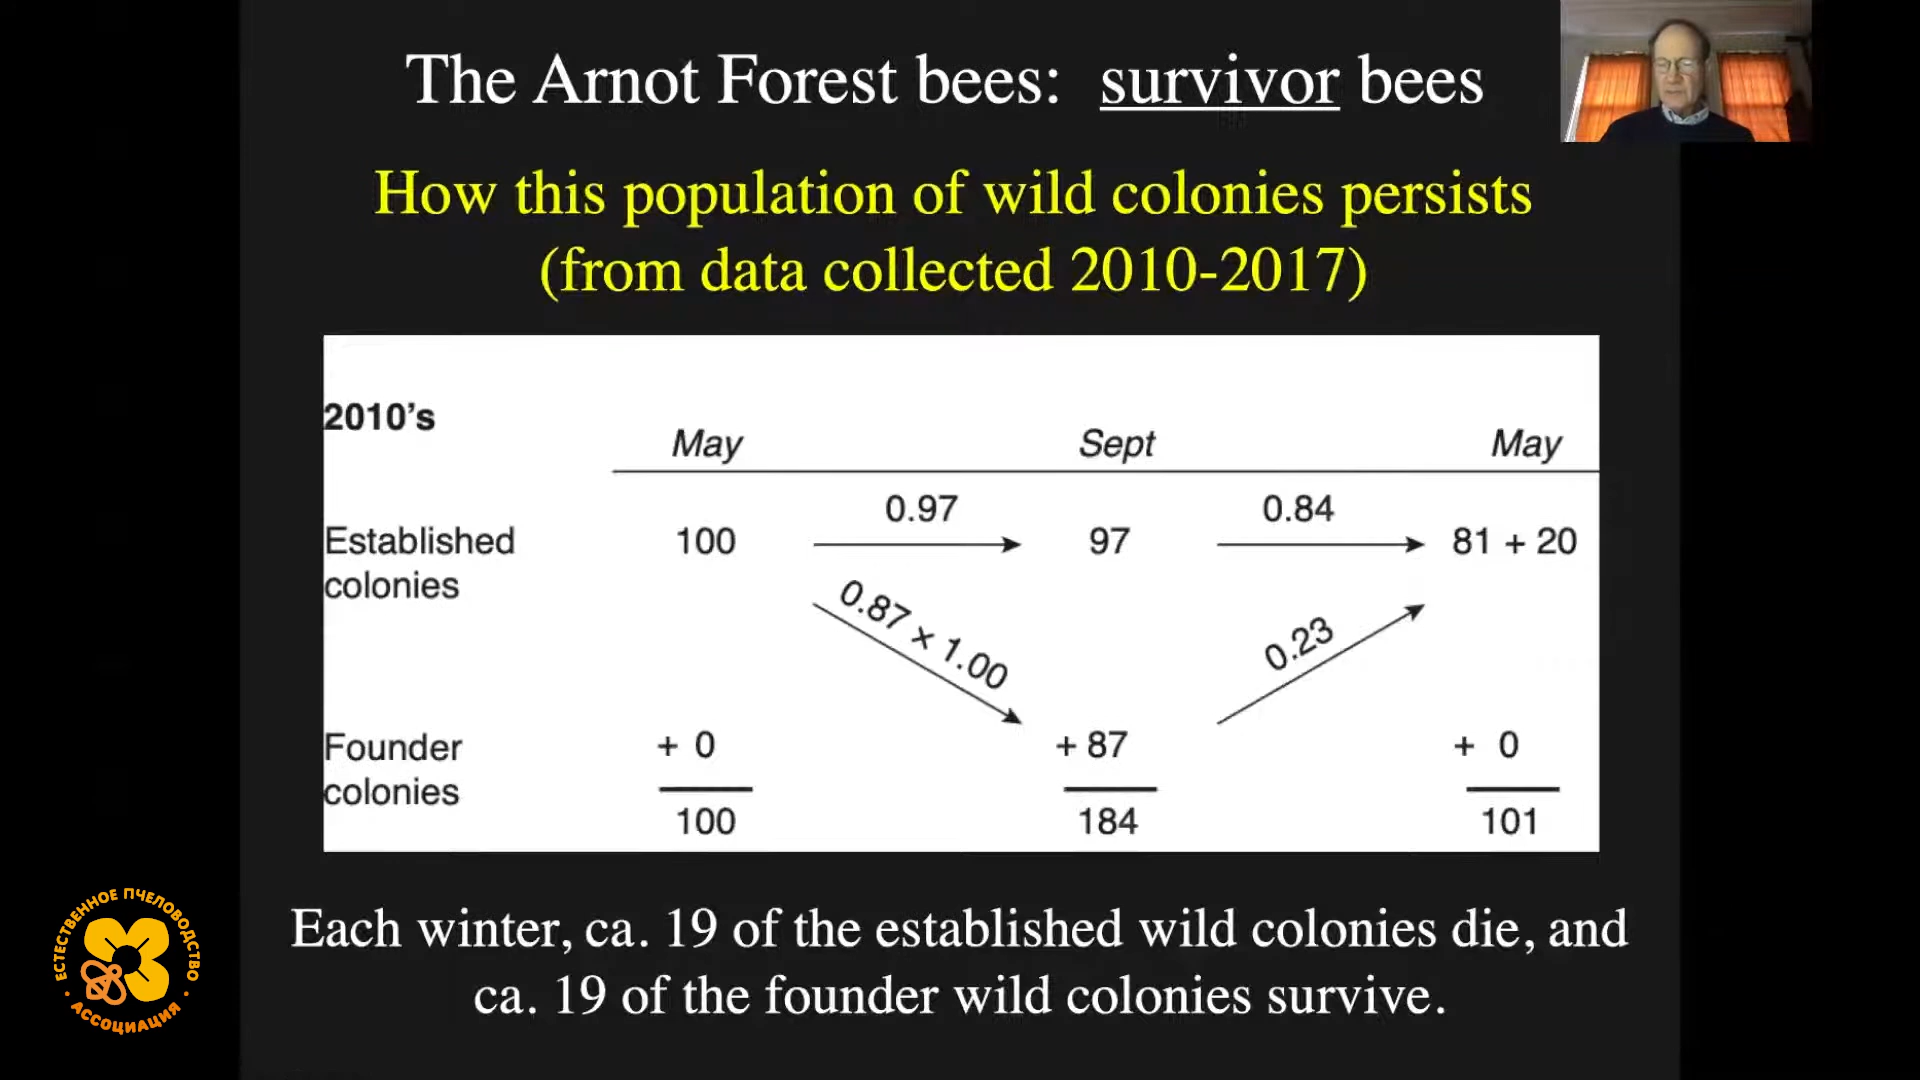 The Arnot Forest bees: survivor bees
How this population of wild colonies persists
(from data collected 2010-2017)
2010's
May Sept May
0.97 0.84
Established colonies 100 97 81 + 20
0.87 × 1.00 0.23
Founder colonies + 0 + 87 + 0
100 184 101
Each winter, ca. 19 of the established wild colonies die, and
ca. 19 of the founder wild colonies survive.
ЕСТЕСТВЕННОЕ ПЧЕЛОВОДСТВО
· АССОЦИАЦИЯ ·